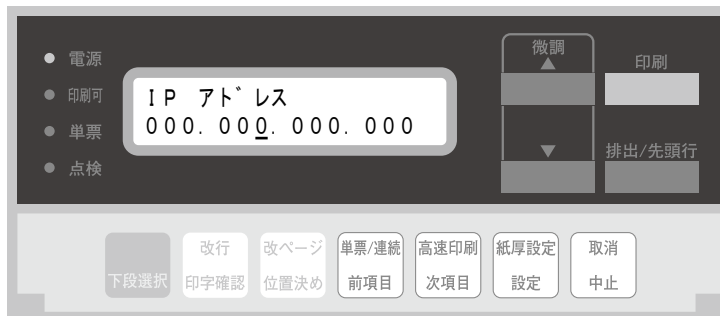 電源
印刷可
単票
点検
IP アドレス
000.000.000.000
微調
▲
▼
印刷
排出/先頭行
下段選択
改行
印字確認
改ページ
位置決め
単票/連続
前項目
高速印刷
次項目
紙厚設定
設定
取消
中止